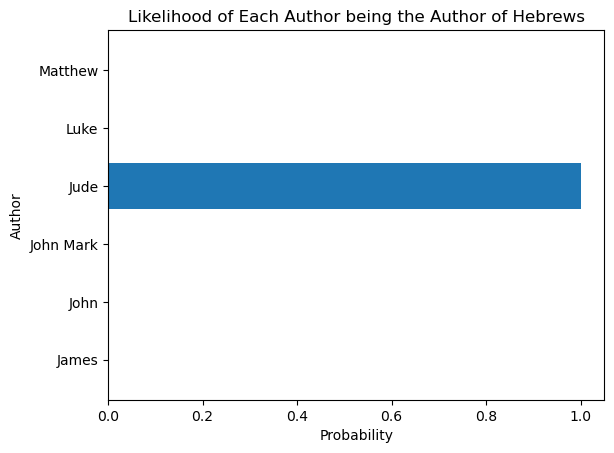 Likelihood of Each Author being the Author of Hebrews
Author
Matthew
Luke
Jude
John Mark
John
James
0.0 0.2 0.4 0.6 0.8 1.0
Probability